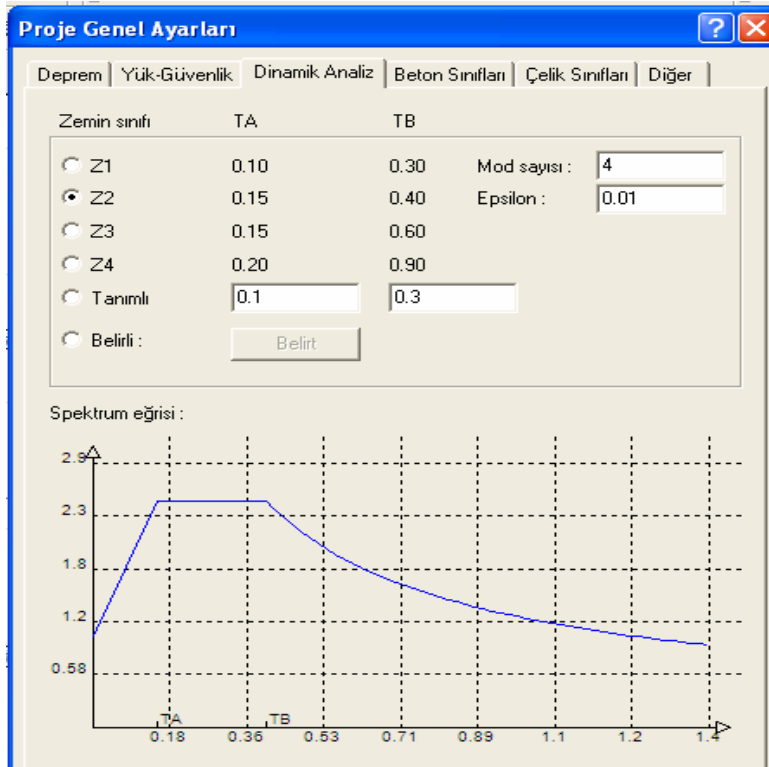 Proje Genel Ayarları
Deprem Yük-Güvenlik Dinamik Analiz Beton Sınıfları Çelik Sınıfları Diğer
Zemin sınıfı TA TB
Z1 0.10 0.30 Mod sayısı : 4
Z2 0.15 0.40 Epsilon : 0.01
Z3 0.15 0.60
Z4 0.20 0.90
Tanımlı 0.1 0.3
Belirli : Belirt
Spektrum eğrisi :
2.9
2.3
1.8
1.2
0.58
TA TB
0.18 0.36 0.53 0.71 0.89 1.1 1.2 1.4